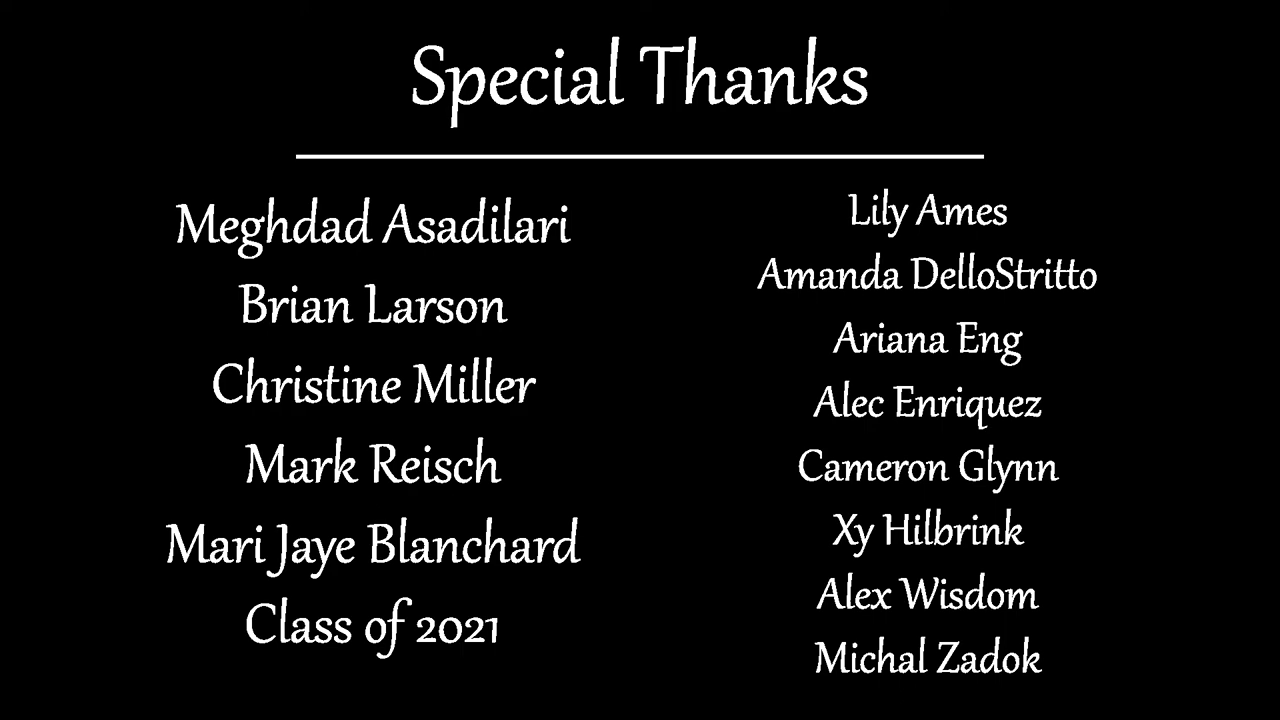 Special Thanks
Meghdad Asadilari
Brian Larson
Christine Miller
Mark Reisch
Mari Jaye Blanchard
Class of 2021
Lily Ames
Amanda DelloStritto
Ariana Eng
Alec Enriquez
Cameron Glynn
Xy Hilbrink
Alex Wisdom
Michal Zadok